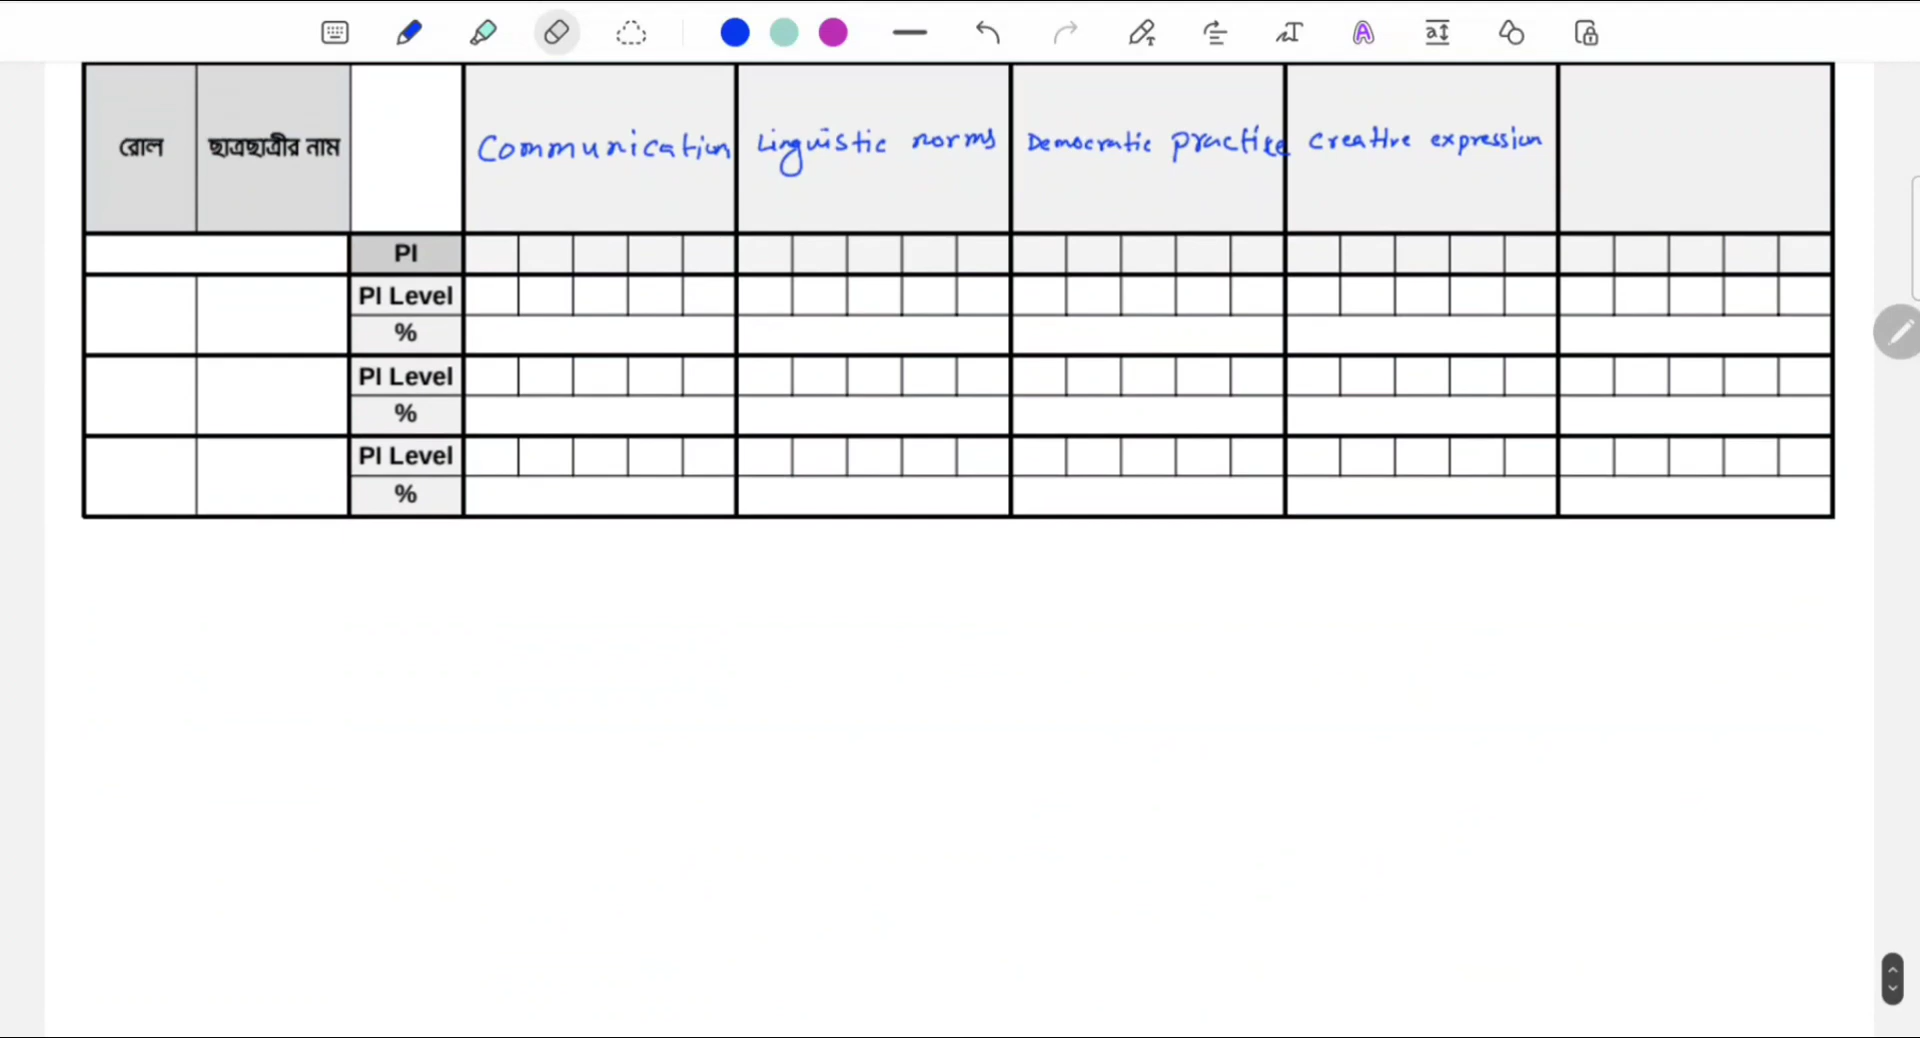 রোল ছাত্রছাত্রীর নাম Communication Linguistic norms Democratic practice Creative expression
PI
PI Level
%
PI Level
%
PI Level
%